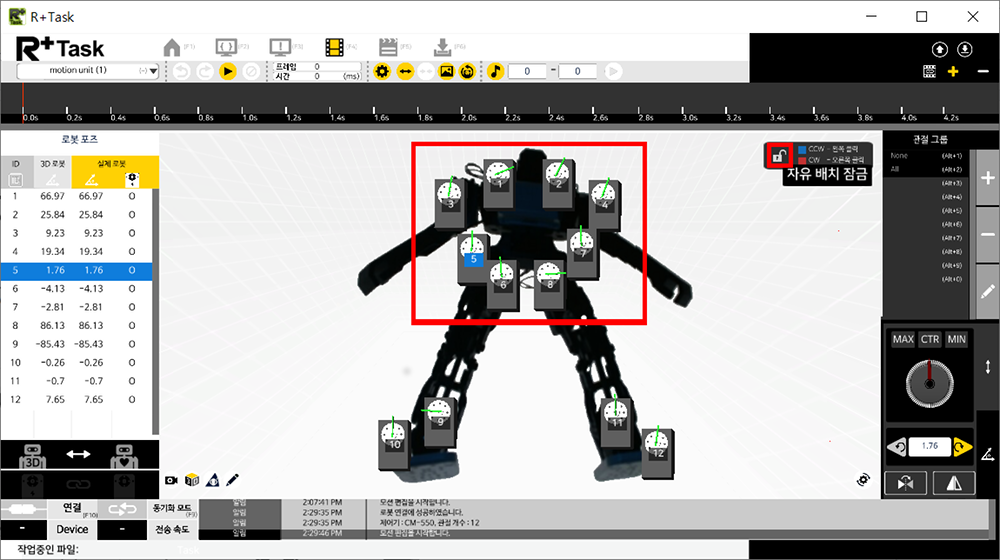 R+Task
R+Task
(F1) (F2) (F3) (F4) (F5) (F6)
motion unit (1) (-)
프레임 0
시간 0 (ms)
0 - 0
0.0s 0.2s 0.4s 0.6s 0.8s 1.0s 1.2s 1.4s 1.6s 1.8s 2.0s 2.2s 2.4s 2.6s 2.8s 3.0s 3.2s 3.4s 3.6s 3.8s 4.0s 4.2s
로봇 포즈
ID 3D 로봇 실제 로봇
1 66.97 66.97 O
2 25.84 25.84 O
3 9.23 9.23 O
4 19.34 19.34 O
5 1.76 1.76 O
6 -4.13 -4.13 O
7 -2.81 -2.81 O
8 86.13 86.13 O
9 -85.43 -85.43 O
10 -0.26 -0.26 O
11 -0.7 -0.7 O
12 7.65 7.65 O
3D
1
2
3
4
5
7
6
8
9
11
10
12
CCW - 왼쪽 클릭
CW - 오른쪽 클릭
자유 배치 잠금
관절 그룹
None (Alt+1)
All (Alt+2)
(Alt+3)
(Alt+4)
(Alt+5)
(Alt+6)
(Alt+7)
(Alt+8)
(Alt+9)
(Alt+0)
MAX CTR MIN
1.76
연결 [F10] 동기화 모드 (F9)
- Device - 전송 속도
알림 2:07:41 PM 모션 편집을 시작합니다.
알림 2:29:35 PM 로봇 연결에 성공하였습니다.
알림 2:29:35 PM 제어기 : CM-550, 관절 개수 : 12
알림 2:29:46 PM 모션 편집을 시작합니다.
작업중인 파일: